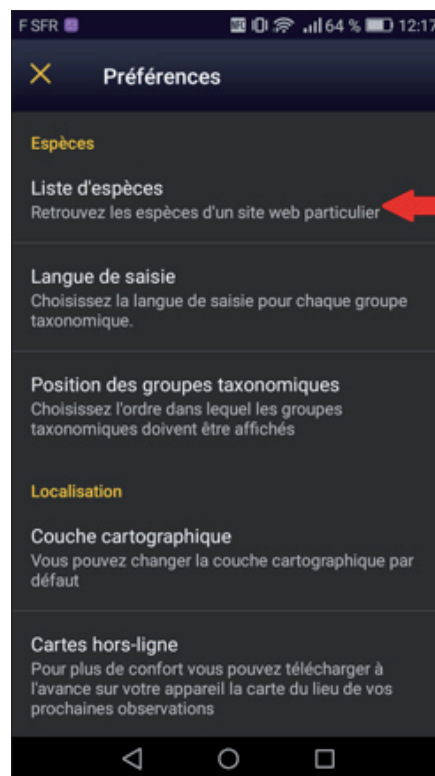 F SFR 64 % 12:17
Préférences
Espèces
Liste d'espèces
Retrouvez les espèces d'un site web particulier
Langue de saisie
Choisissez la langue de saisie pour chaque groupe
taxonomique.
Position des groupes taxonomiques
Choisissez l'ordre dans lequel les groupes
taxonomiques doivent être affichés
Localisation
Couche cartographique
Vous pouvez changer la couche cartographique par
défaut
Cartes hors-ligne
Pour plus de confort vous pouvez télécharger à
l'avance sur votre appareil la carte du lieu de vos
prochaines observations